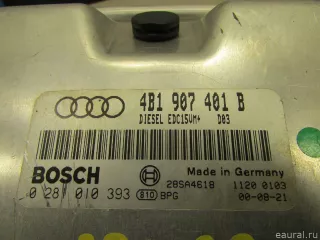 4B1 907 401 B
DIESEL EDC15VM+ D03
BOSCH
Made in Germany
0 281 010 393
810 BPG
28SA4618
1120 0103
00-08-21
eaural.ru